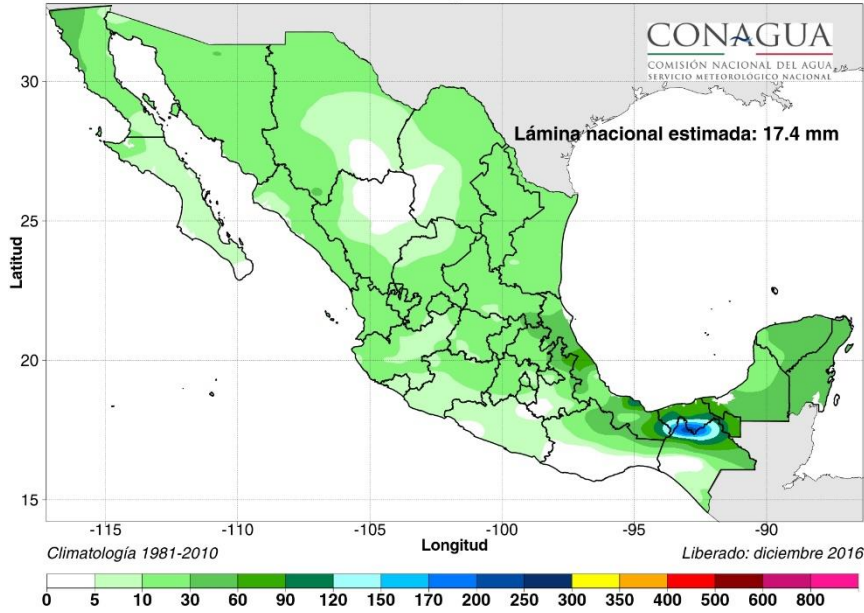 CONAGUA
COMISIÓN NACIONAL DEL AGUA
SERVICIO METEOROLÓGICO NACIONAL
Lámina nacional estimada: 17.4 mm
Latitud
30
25
20
15
-115 -110 -105 -100 -95 -90
Longitud
Climatología 1981-2010
Liberado: diciembre 2016
0 5 10 30 60 90 120 150 170 200 250 300 350 400 500 600 800